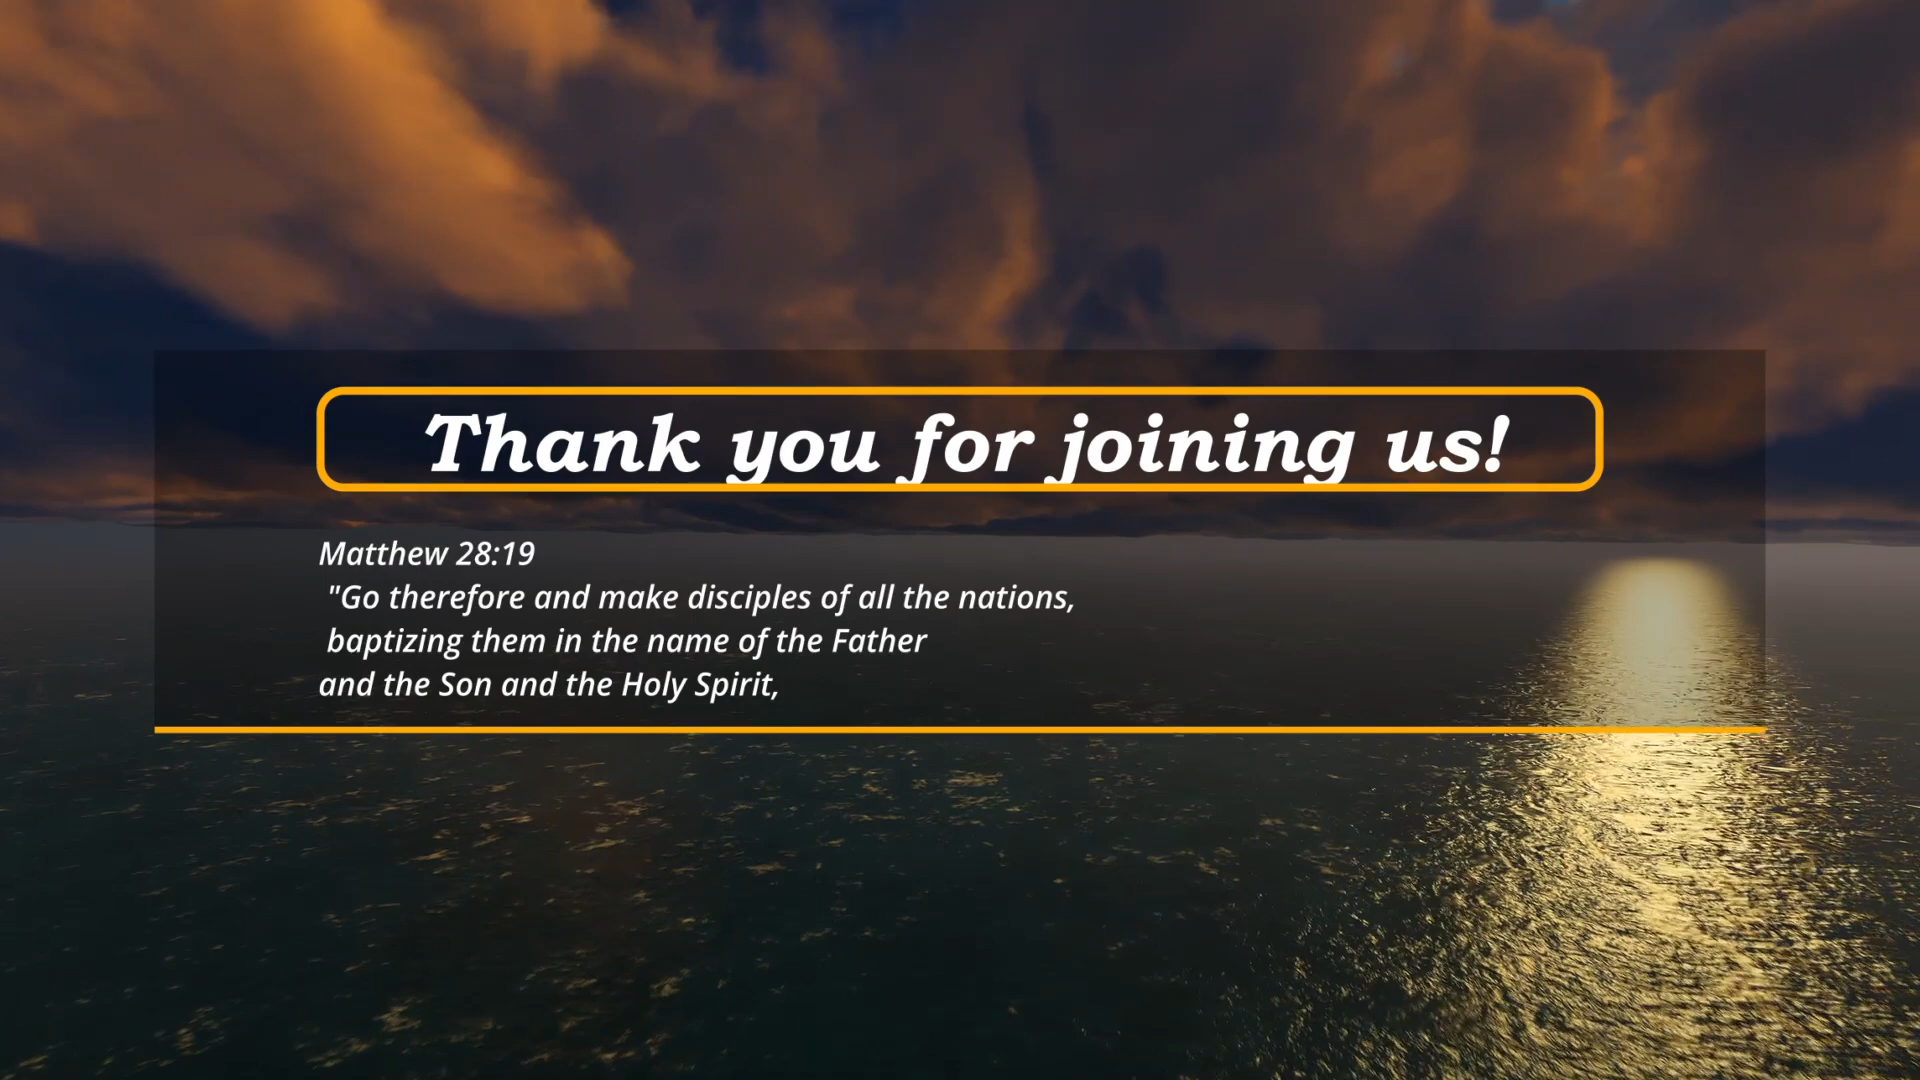 Thank you for joining us!
Matthew 28:19
"Go therefore and make disciples of all the nations,
baptizing them in the name of the Father
and the Son and the Holy Spirit,